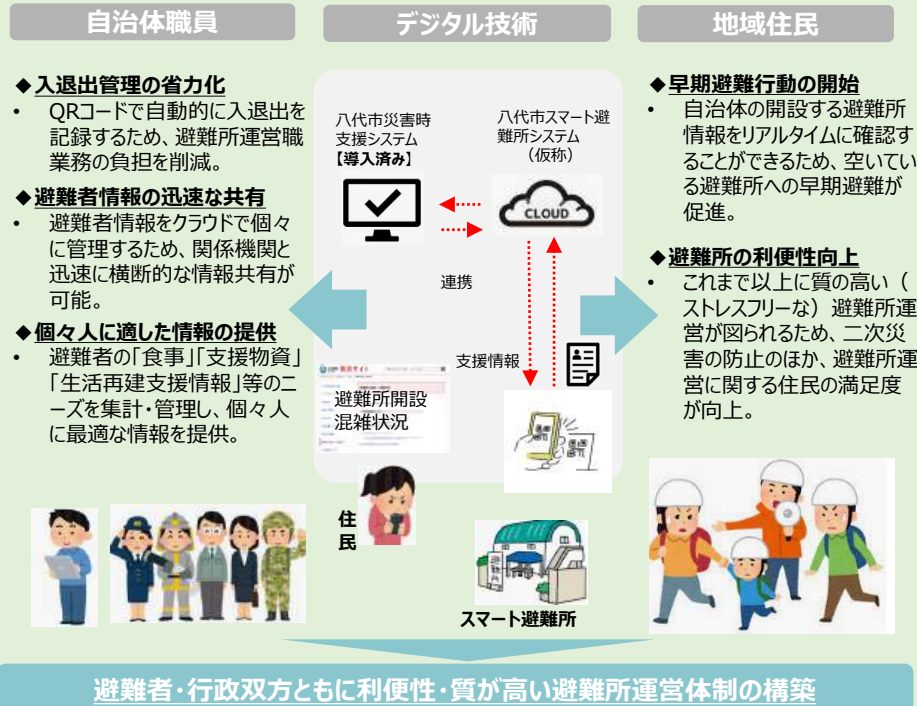 自治体職員
◆入退出管理の省力化
• QRコードで自動的に入退出を
記録するため、避難所運営職
業務の負担を削減。
◆避難者情報の迅速な共有
• 避難者情報をクラウドで個々
に管理するため、関係機関と
迅速に横断的な情報共有が
可能。
◆個々人に適した情報の提供
• 避難者の「食事」「支援物資」
「生活再建支援情報」等のニ
ーズを集計・管理し、個々人
に最適な情報を提供。
デジタル技術
八代市災害時
支援システム
【導入済み】
八代市スマート避
難所システム
（仮称）
CLOUD
連携
支援情報
避難所開設
混雑状況
住
民
避難所
スマート避難所
地域住民
◆早期避難行動の開始
• 自治体の開設する避難所
情報をリアルタイムに確認す
ることができるため、空いてい
る避難所への早期避難が
促進。
◆避難所の利便性向上
• これまで以上に質の高い（
ストレスフリーな）避難所運
営が図られるため、二次災
害の防止のほか、避難所運
営に関する住民の満足度
が向上。
避難者・行政双方ともに利便性・質が高い避難所運営体制の構築